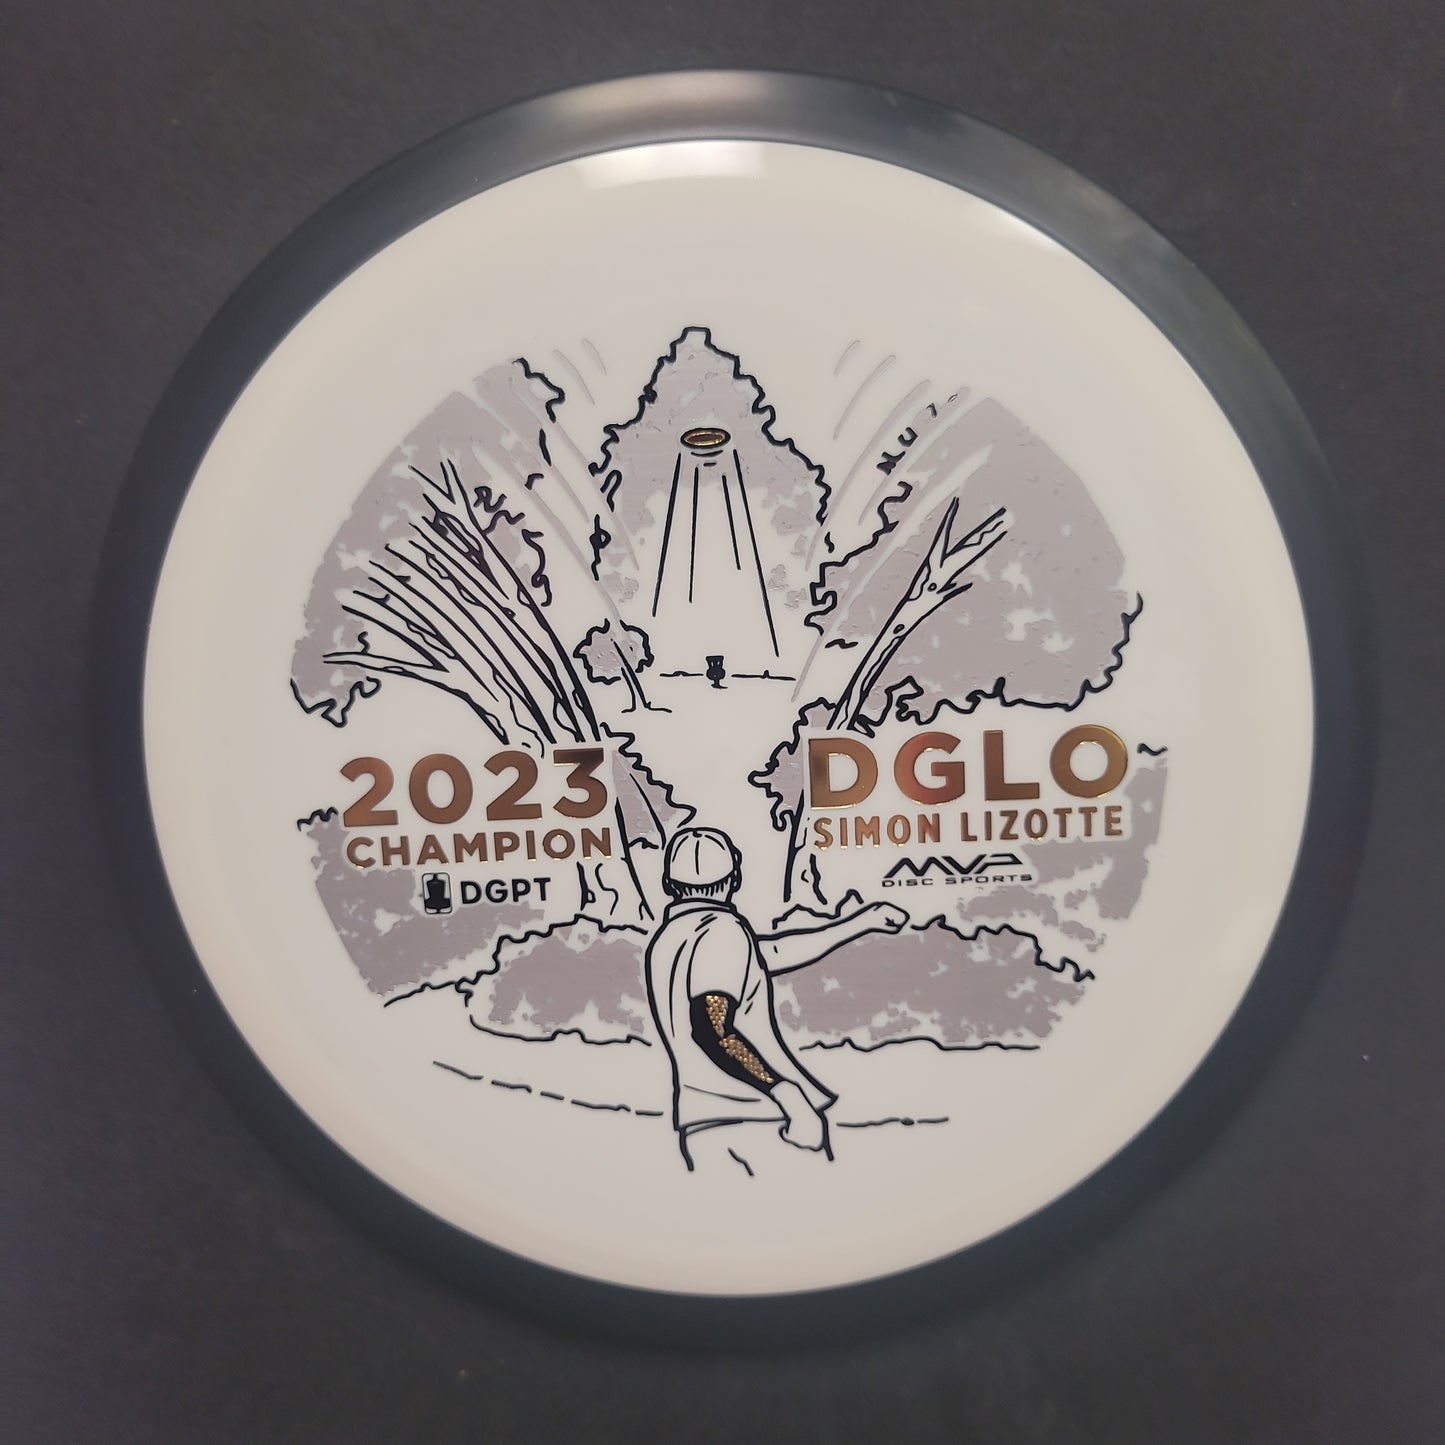 2023
CHAMPION
DGPT
DGLO
SIMON LIZOTTE
MVP
DISC SPORTS